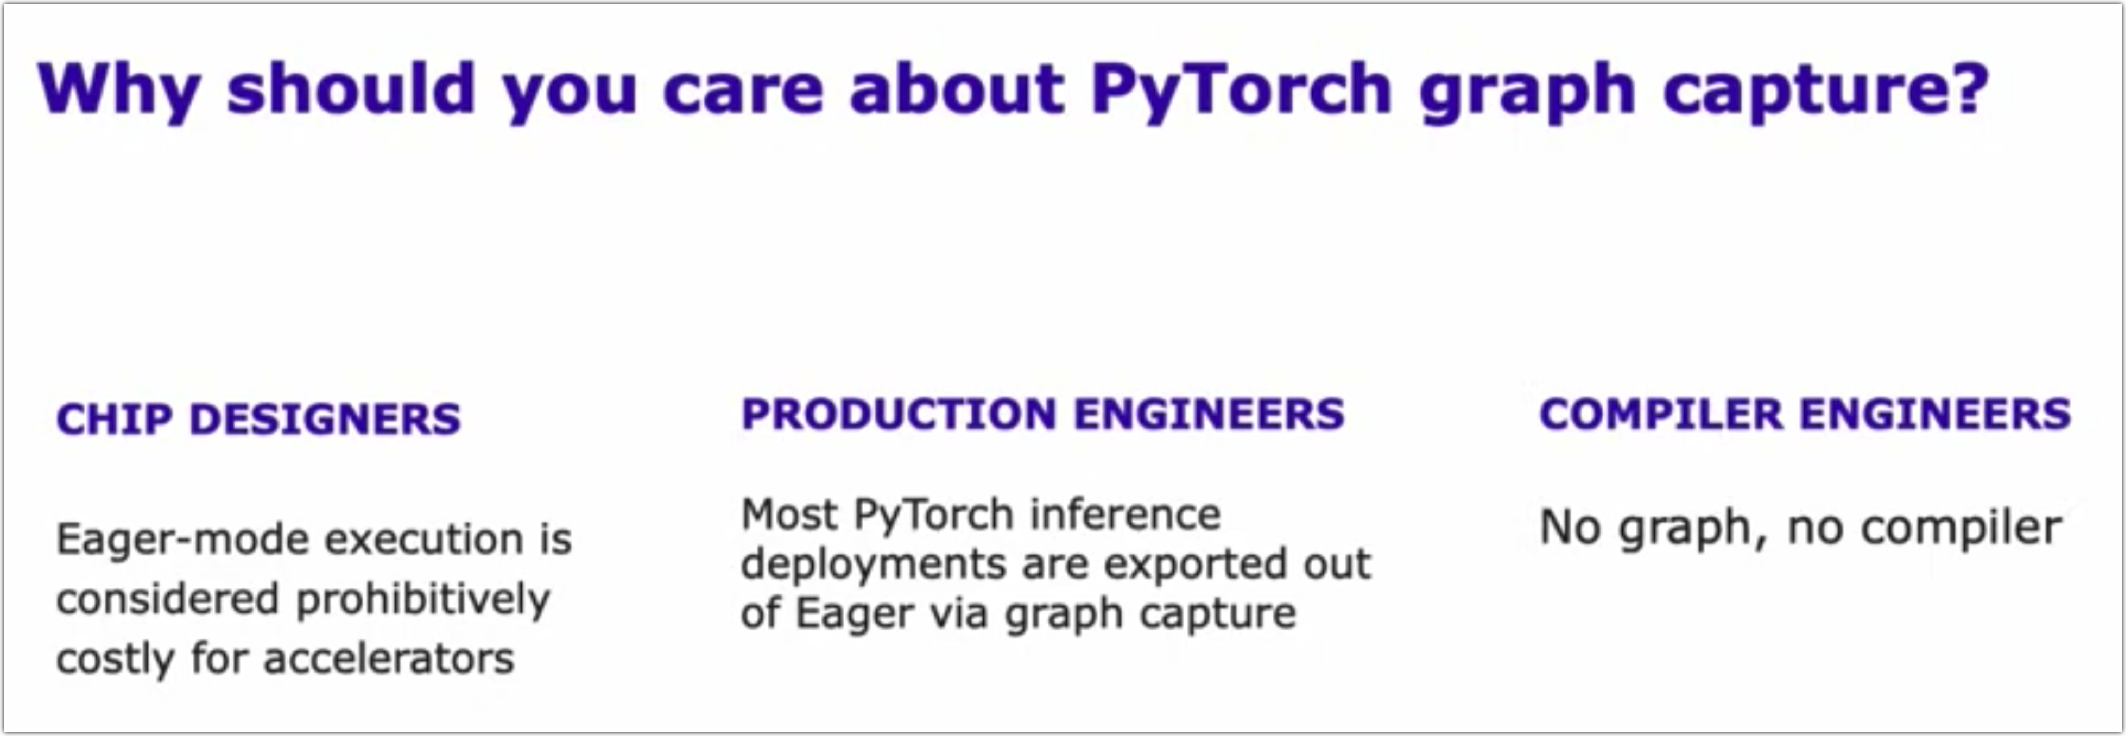 Why should you care about PyTorch graph capture?
CHIP DESIGNERS
Eager-mode execution is
considered prohibitively
costly for accelerators
PRODUCTION ENGINEERS
Most PyTorch inference
deployments are exported out
of Eager via graph capture
COMPILER ENGINEERS
No graph, no compiler